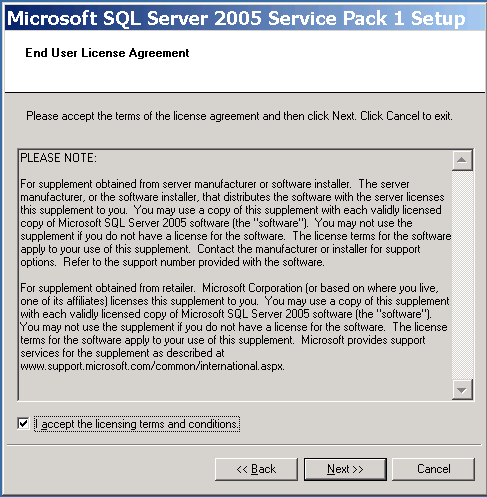 Microsoft SQL Server 2005 Service Pack 1 Setup
End User License Agreement
Please accept the terms of the license agreement and then click Next. Click Cancel to exit.
PLEASE NOTE:
For supplement obtained from server manufacturer or software installer.  The server
manufacturer, or the software installer, that distributes the software with the server licenses
this supplement to you.  You may use a copy of this supplement with each validly licensed
copy of Microsoft SQL Server 2005 software (the "software").  You may not use the
supplement if you do not have a license for the software.  The license terms for the software
apply to your use of this supplement.  Contact the manufacturer or installer for support
options.  Refer to the support number provided with the software.
For supplement obtained from retailer.  Microsoft Corporation (or based on where you live,
one of its affiliates) licenses this supplement to you.  You may use a copy of this supplement
with each validly licensed copy of Microsoft SQL Server 2005 software (the "software").
You may not use the supplement if you do not have a license for the software.  The license
terms for the software apply to your use of this supplement.  Microsoft provides support
services for the supplement as described at
www.support.microsoft.com/common/international.aspx.
I accept the licensing terms and conditions.
<< Back
Next >>
Cancel